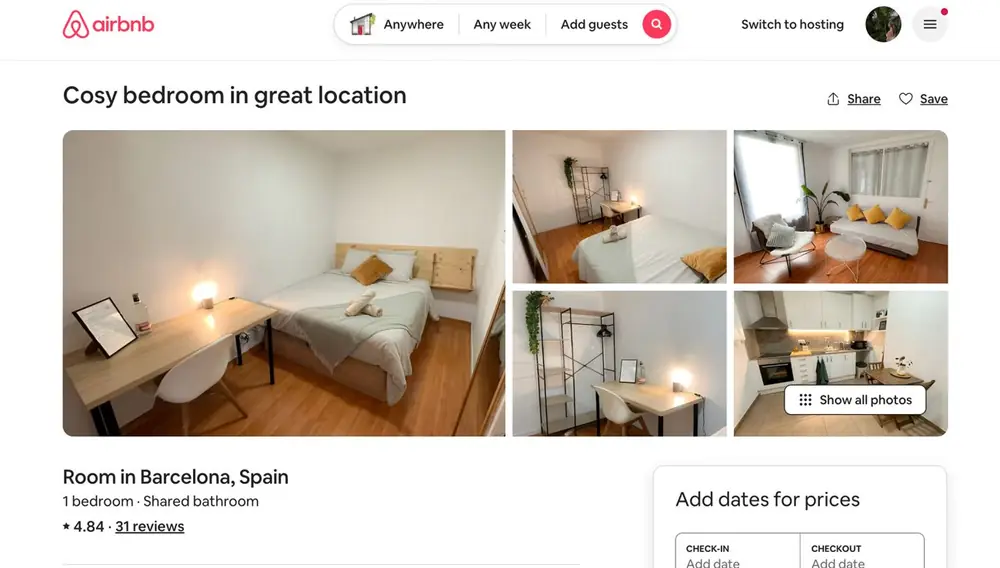 airbnb
Anywhere
Any week
Add guests
Switch to hosting
Cosy bedroom in great location
Share
Save
Show all photos
Room in Barcelona, Spain
1 bedroom · Shared bathroom
★ 4.84 · 31 reviews
Add dates for prices
CHECK-IN
CHECKOUT
Add date
Add date